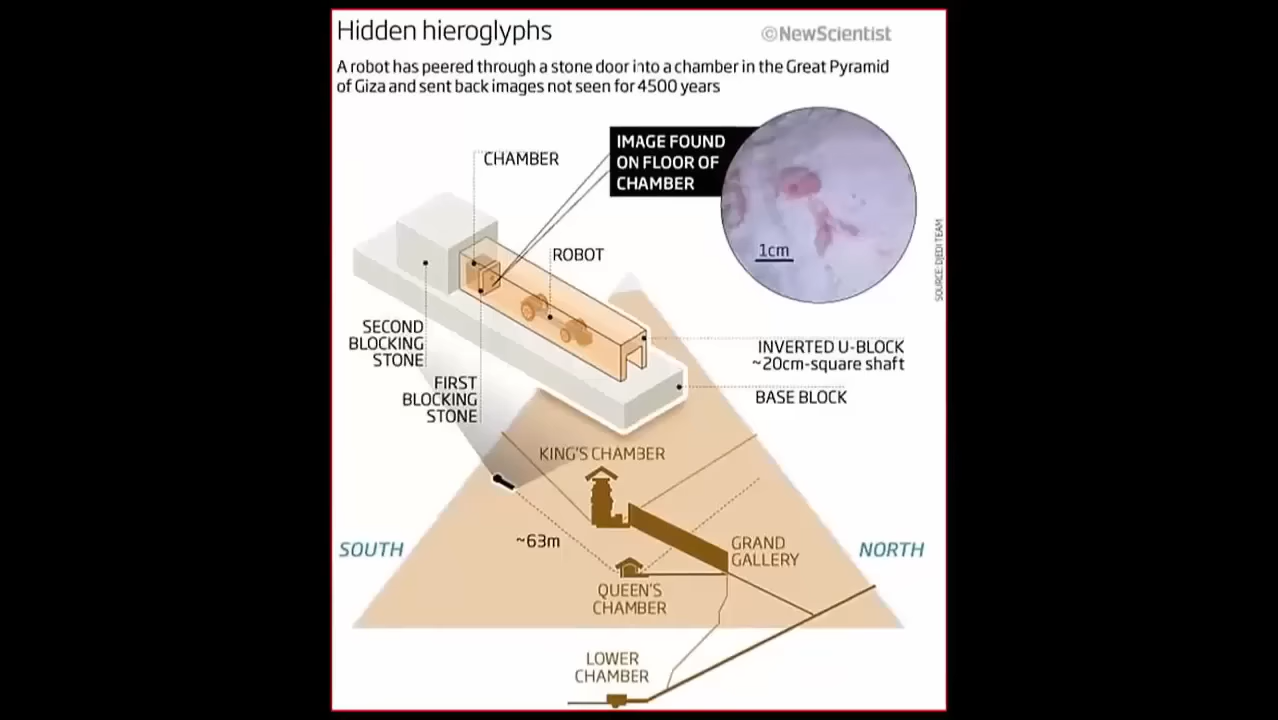 Hidden hieroglyphs
©NewScientist
A robot has peered through a stone door into a chamber in the Great Pyramid
of Giza and sent back images not seen for 4500 years
IMAGE FOUND
ON FLOOR OF
CHAMBER
CHAMBER
1cm
SOURCE: DJEDI TEAM
ROBOT
SECOND
BLOCKING
STONE
FIRST
BLOCKING
STONE
INVERTED U-BLOCK
~20cm-square shaft
BASE BLOCK
KING'S CHAMBER
~63m
SOUTH
NORTH
GRAND
GALLERY
QUEEN'S
CHAMBER
LOWER
CHAMBER